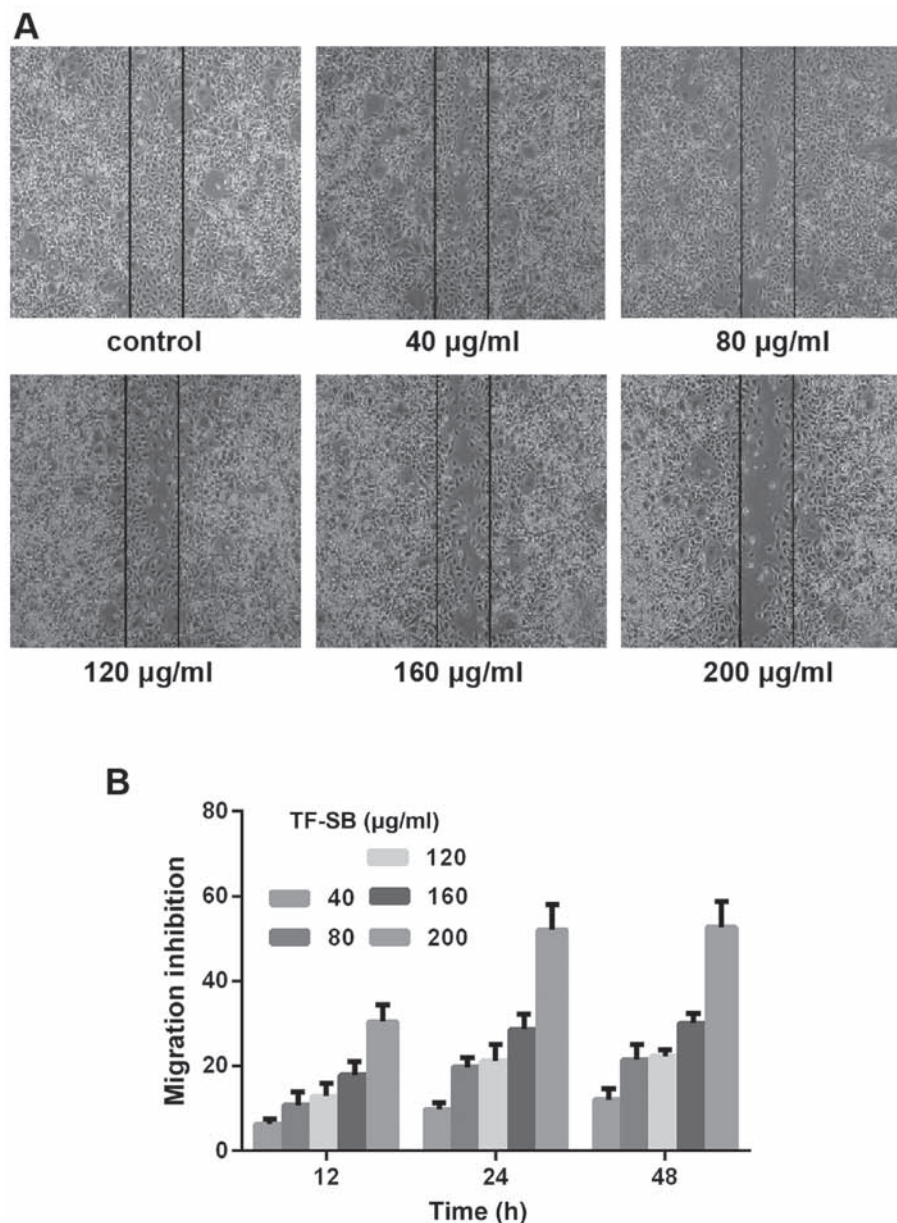 A
control
40 µg/ml
80 µg/ml
120 µg/ml
160 µg/ml
200 µg/ml
B
Migration inhibition
80
60
40
20
0
TF-SB (µg/ml)
120
40
160
80
200
12
24
48
Time (h)